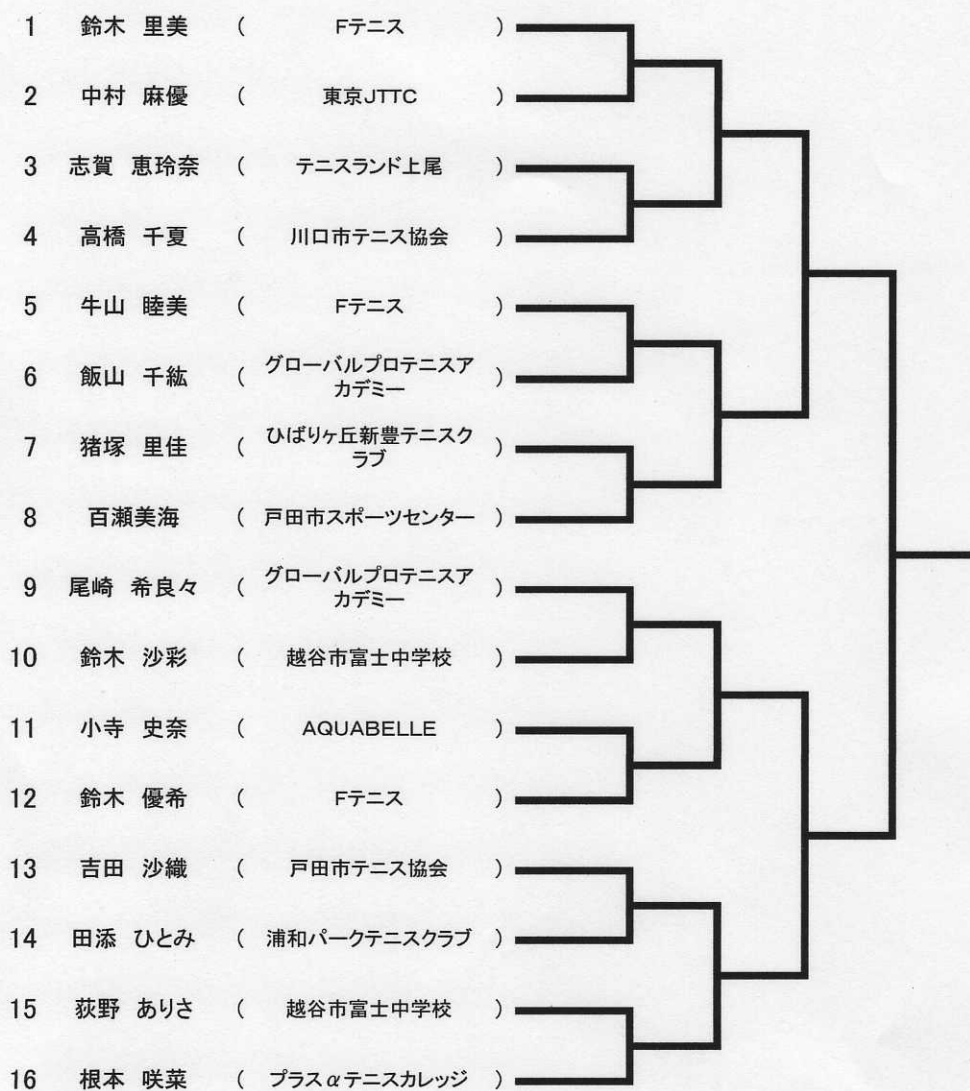 1 鈴木 里美 ( Fテニス )
2 中村 麻優 ( 東京JTTC )
3 志賀 恵玲奈 ( テニスランド上尾 )
4 高橋 千夏 ( 川口市テニス協会 )
5 牛山 睦美 ( Fテニス )
6 飯山 千紘 ( グローバルプロテニスア
カデミー )
7 猪塚 里佳 ( ひばりヶ丘新豊テニスク
ラブ )
8 百瀬美海 ( 戸田市スポーツセンター )
9 尾崎 希良々 ( グローバルプロテニスア
カデミー )
10 鈴木 沙彩 ( 越谷市富士中学校 )
11 小寺 史奈 ( AQUABELLE )
12 鈴木 優希 ( Fテニス )
13 吉田 沙織 ( 戸田市テニス協会 )
14 田添 ひとみ ( 浦和パークテニスクラブ )
15 荻野 ありさ ( 越谷市富士中学校 )
16 根本 咲菜 ( プラスαテニスカレッジ )